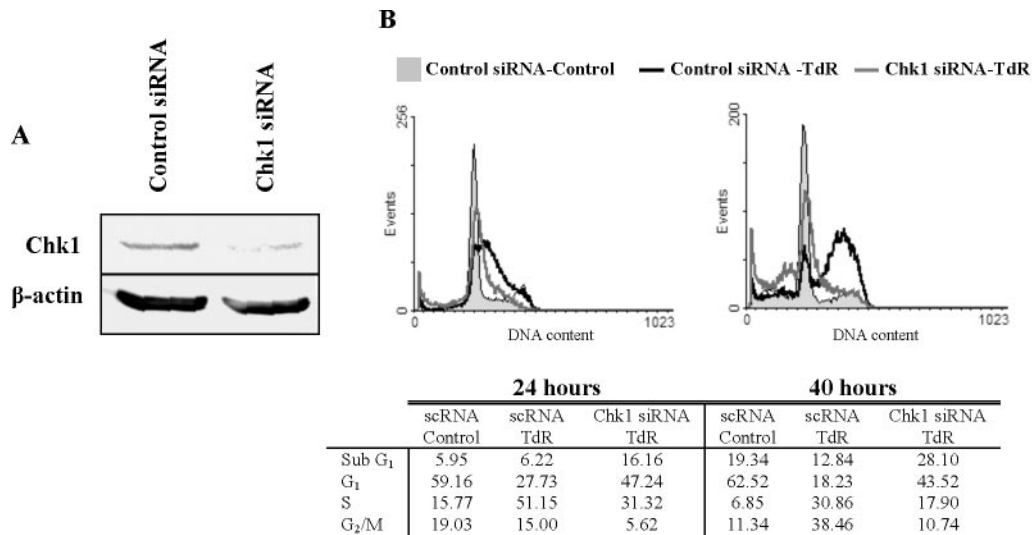 A
Control siRNA
Chk1 siRNA
Chk1
β-actin
B
Control siRNA-Control
Control siRNA -TdR
Chk1 siRNA-TdR
256
Events
0
0
1023
DNA content
200
Events
0
0
1023
DNA content
24 hours 40 hours
scRNA scRNA Chk1 siRNA scRNA scRNA Chk1 siRNA
Control TdR TdR Control TdR TdR
Sub G₁ 5.95 6.22 16.16 19.34 12.84 28.10
G₁ 59.16 27.73 47.24 62.52 18.23 43.52
S 15.77 51.15 31.32 6.85 30.86 17.90
G₂/M 19.03 15.00 5.62 11.34 38.46 10.74